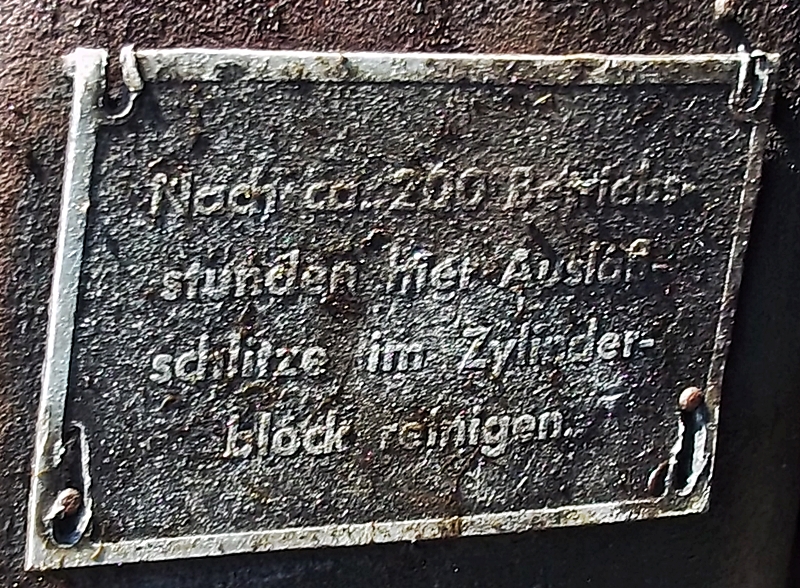 Nach ca. 200 Betriebs-
stunden hier Auslaß-
schlitze im Zylinder-
block reinigen.